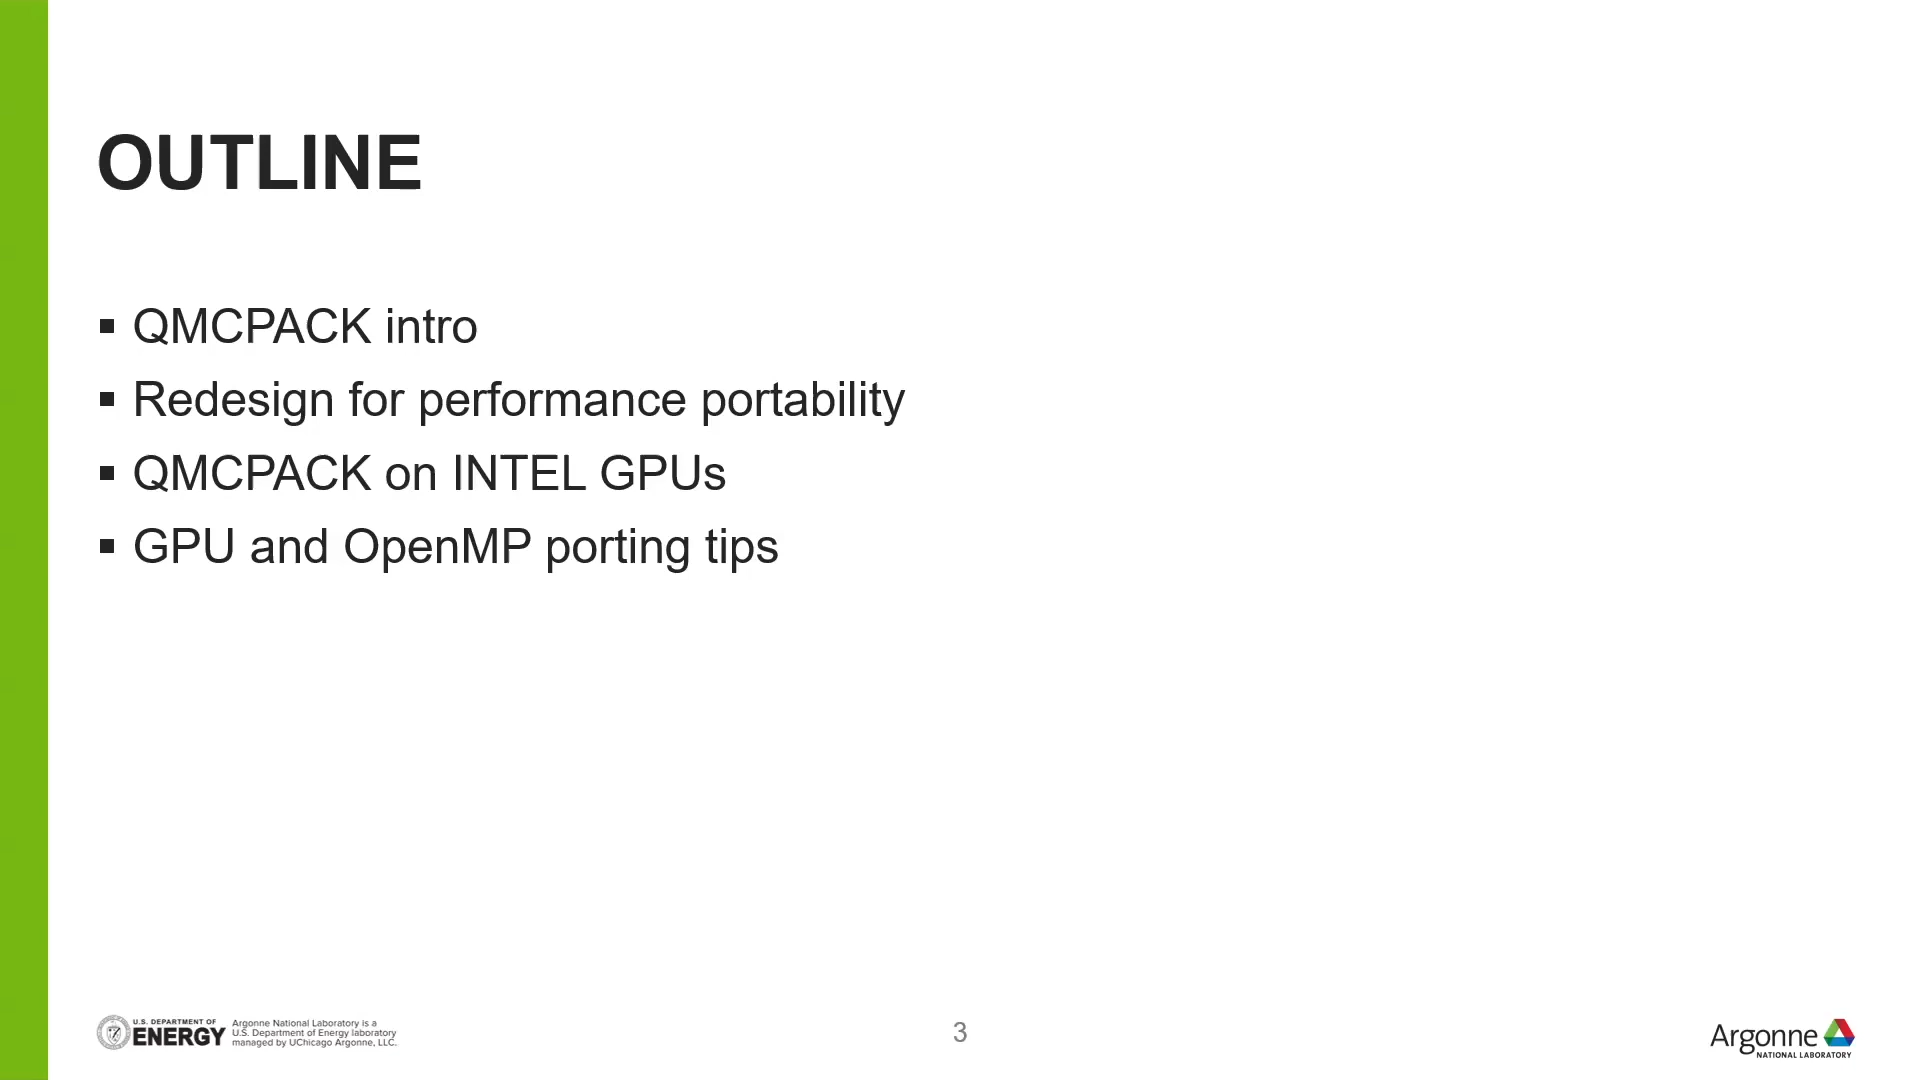 OUTLINE
▪ QMCPACK intro
▪ Redesign for performance portability
▪ QMCPACK on INTEL GPUs
▪ GPU and OpenMP porting tips
U.S. DEPARTMENT OF
ENERGY
Argonne National Laboratory is a
U.S. Department of Energy laboratory
managed by UChicago Argonne, LLC.
3
Argonne
NATIONAL LABORATORY